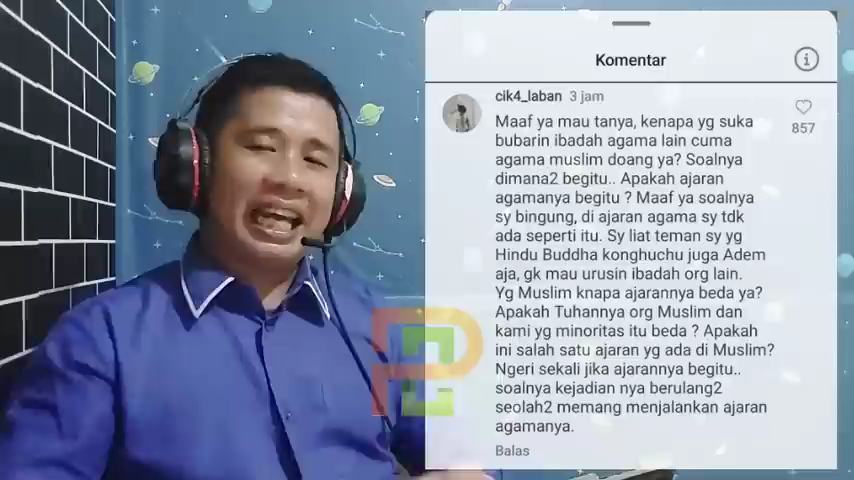 Komentar
cik4_laban 3 jam
Maaf ya mau tanya, kenapa yg suka
bubarin ibadah agama lain cuma
agama muslim doang ya? Soalnya
dimana2 begitu.. Apakah ajaran
agamanya begitu ? Maaf ya soalnya
sy bingung, di ajaran agama sy tdk
ada seperti itu. Sy liat teman sy yg
Hindu Buddha konghuchu juga Adem
aja, gk mau urusin ibadah org lain.
Yg Muslim knapa ajarannya beda ya?
Apakah Tuhannya org Muslim dan
kami yg minoritas itu beda ? Apakah
ini salah satu ajaran yg ada di Muslim?
Ngeri sekali jika ajarannya begitu..
soalnya kejadian nya berulang2
seolah2 memang menjalankan ajaran
agamanya.
857
Balas